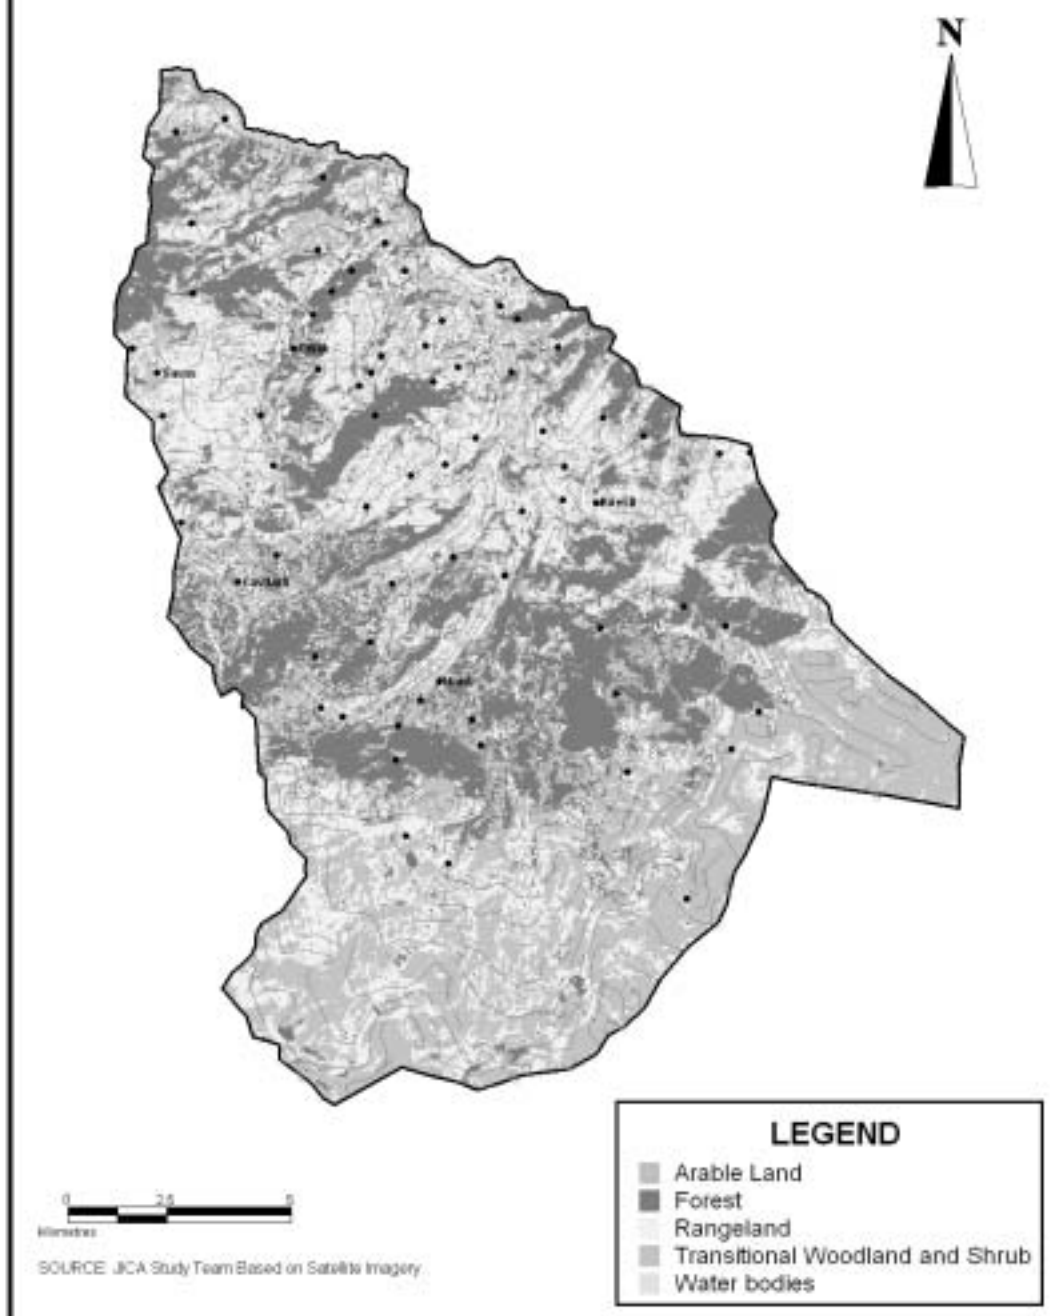 N
0 2.5 5
Kilometres
SOURCE: JICA Study Team Based on Satellite Imagery
LEGEND
Arable Land
Forest
Rangeland
Transitional Woodland and Shrub
Water bodies